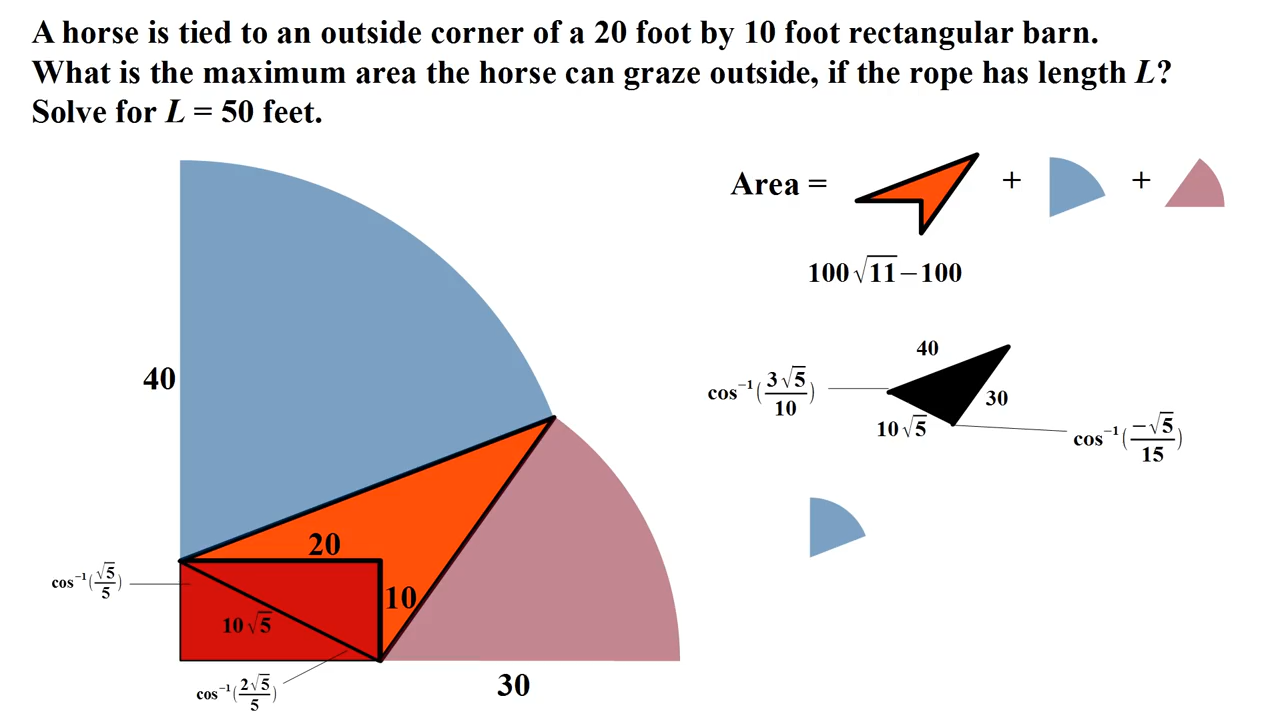 A horse is tied to an outside corner of a 20 foot by 10 foot rectangular barn.
What is the maximum area the horse can graze outside, if the rope has length L?
Solve for L = 50 feet.
Area = + +
100√11 − 100
40
cos⁻¹(3√5/10)
40
30
10√5
cos⁻¹(−√5/15)
20
10
cos⁻¹(√5/5)
10√5
cos⁻¹(2√5/5)
30